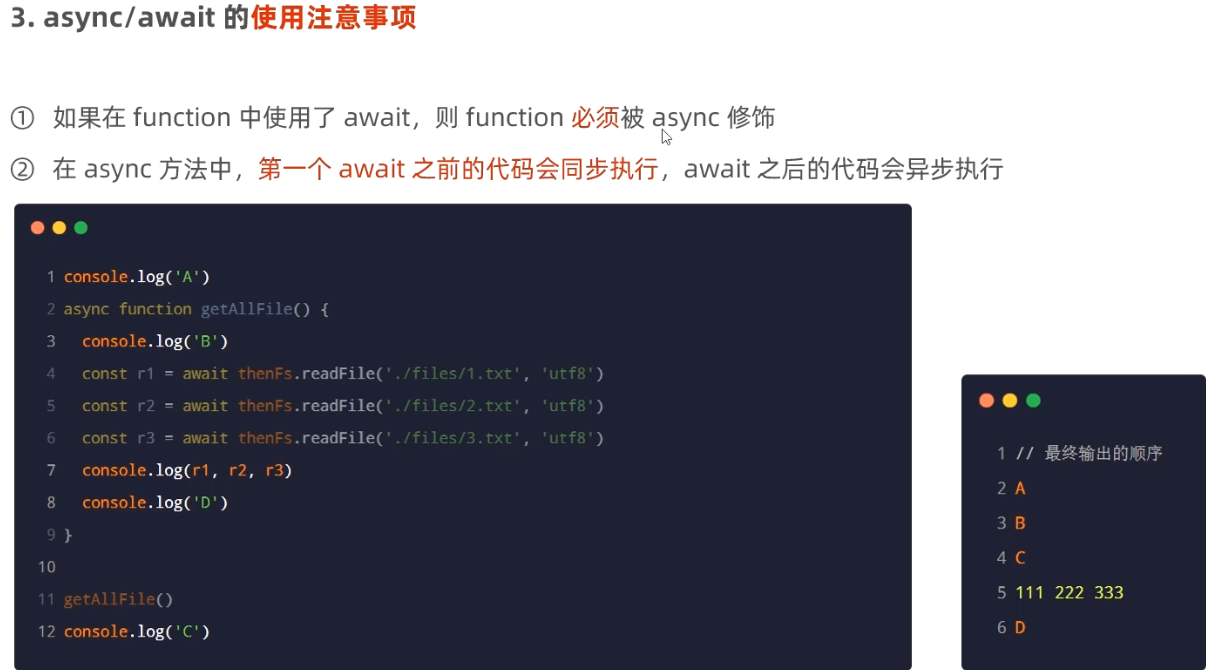 3. async/await 的使用注意事项
① 如果在 function 中使用了 await，则 function 必须被 async 修饰
② 在 async 方法中，第一个 await 之前的代码会同步执行，await 之后的代码会异步执行
1 console.log('A')
2 async function getAllFile() {
3   console.log('B')
4   const r1 = await thenFs.readFile('./files/1.txt', 'utf8')
5   const r2 = await thenFs.readFile('./files/2.txt', 'utf8')
6   const r3 = await thenFs.readFile('./files/3.txt', 'utf8')
7   console.log(r1, r2, r3)
8   console.log('D')
9 }
10
11 getAllFile()
12 console.log('C')
1 // 最终输出的顺序
2 A
3 B
4 C
5 111 222 333
6 D